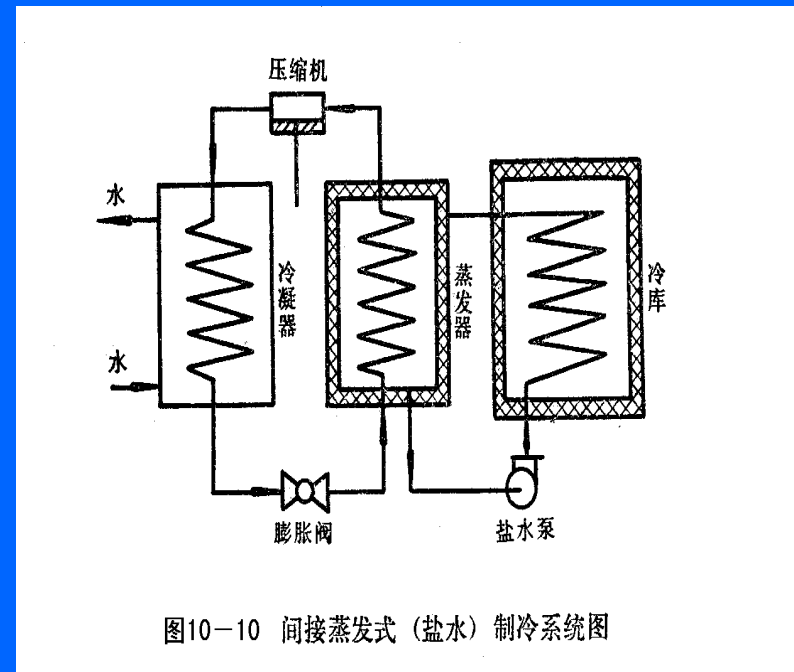 压缩机
水
冷凝器
蒸发器
冷库
水
膨胀阀
盐水泵
图10-10 间接蒸发式 (盐水) 制冷系统图